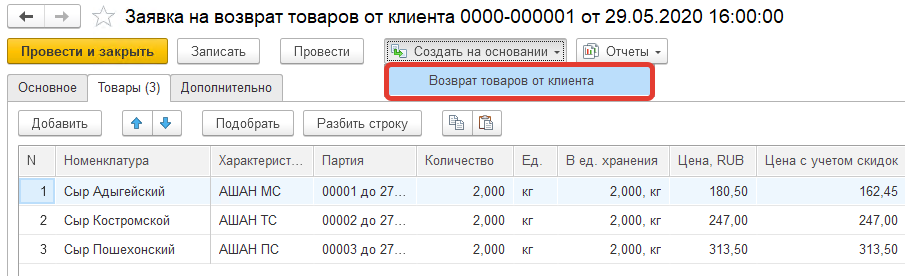 Заявка на возврат товаров от клиента 0000-000001 от 29.05.2020 16:00:00
Провести и закрыть Записать Провести Создать на основании Отчеты
Возврат товаров от клиента
Основное Товары (3) Дополнительно
Добавить Подобрать Разбить строку
N Номенклатура Характерист... Партия Количество Ед. В ед. хранения Цена, RUB Цена с учетом скидок
1 Сыр Адыгейский АШАН МС 00001 до 27... 2,000 кг 2,000, кг 180,50 162,45
2 Сыр Костромской АШАН ТС 00002 до 27... 2,000 кг 2,000, кг 247,00 247,00
3 Сыр Пошехонский АШАН ПС 00003 до 27... 2,000 кг 2,000, кг 313,50 313,50